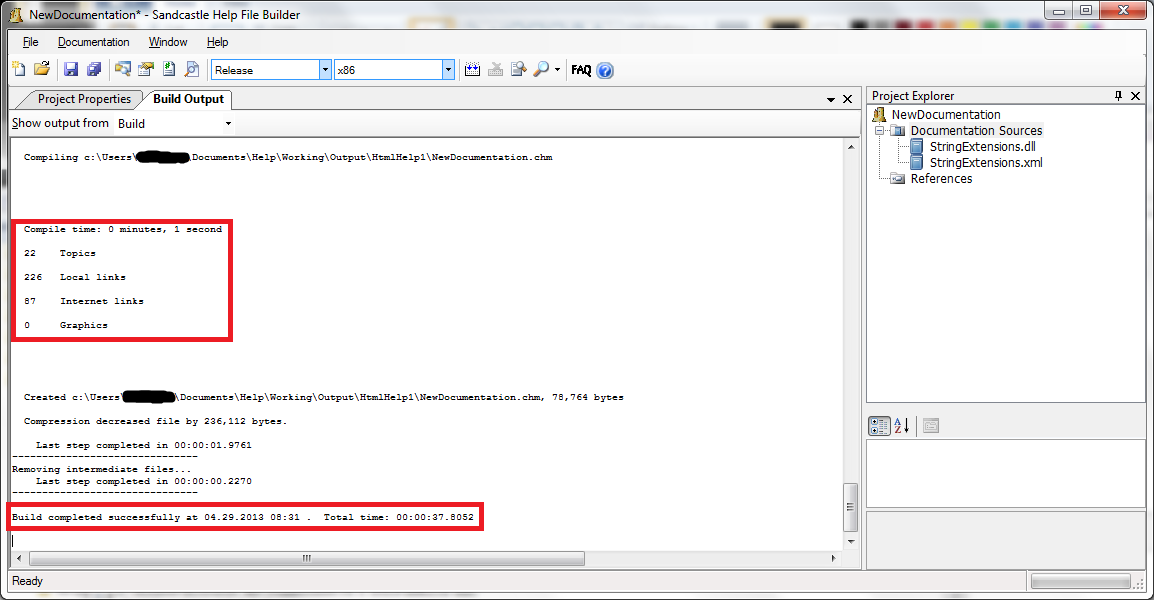 NewDocumentation* - Sandcastle Help File Builder
File Documentation Window Help
Release x86 FAQ
Project Properties Build Output
Show output from Build
Compiling c:\Users\ Documents\Help\Working\Output\HtmlHelp1\NewDocumentation.chm
Compile time: 0 minutes, 1 second
22 Topics
226 Local links
87 Internet links
0 Graphics
Created c:\Users\ \Documents\Help\Working\Output\HtmlHelp1\NewDocumentation.chm, 78,764 bytes
Compression decreased file by 236,112 bytes.
Last step completed in 00:00:01.9761
-------------------------------
Removing intermediate files...
Last step completed in 00:00:00.2270
-------------------------------
Build completed successfully at 04.29.2013 08:31 .  Total time: 00:00:37.8052
Ready
Project Explorer
NewDocumentation
Documentation Sources
StringExtensions.dll
StringExtensions.xml
References